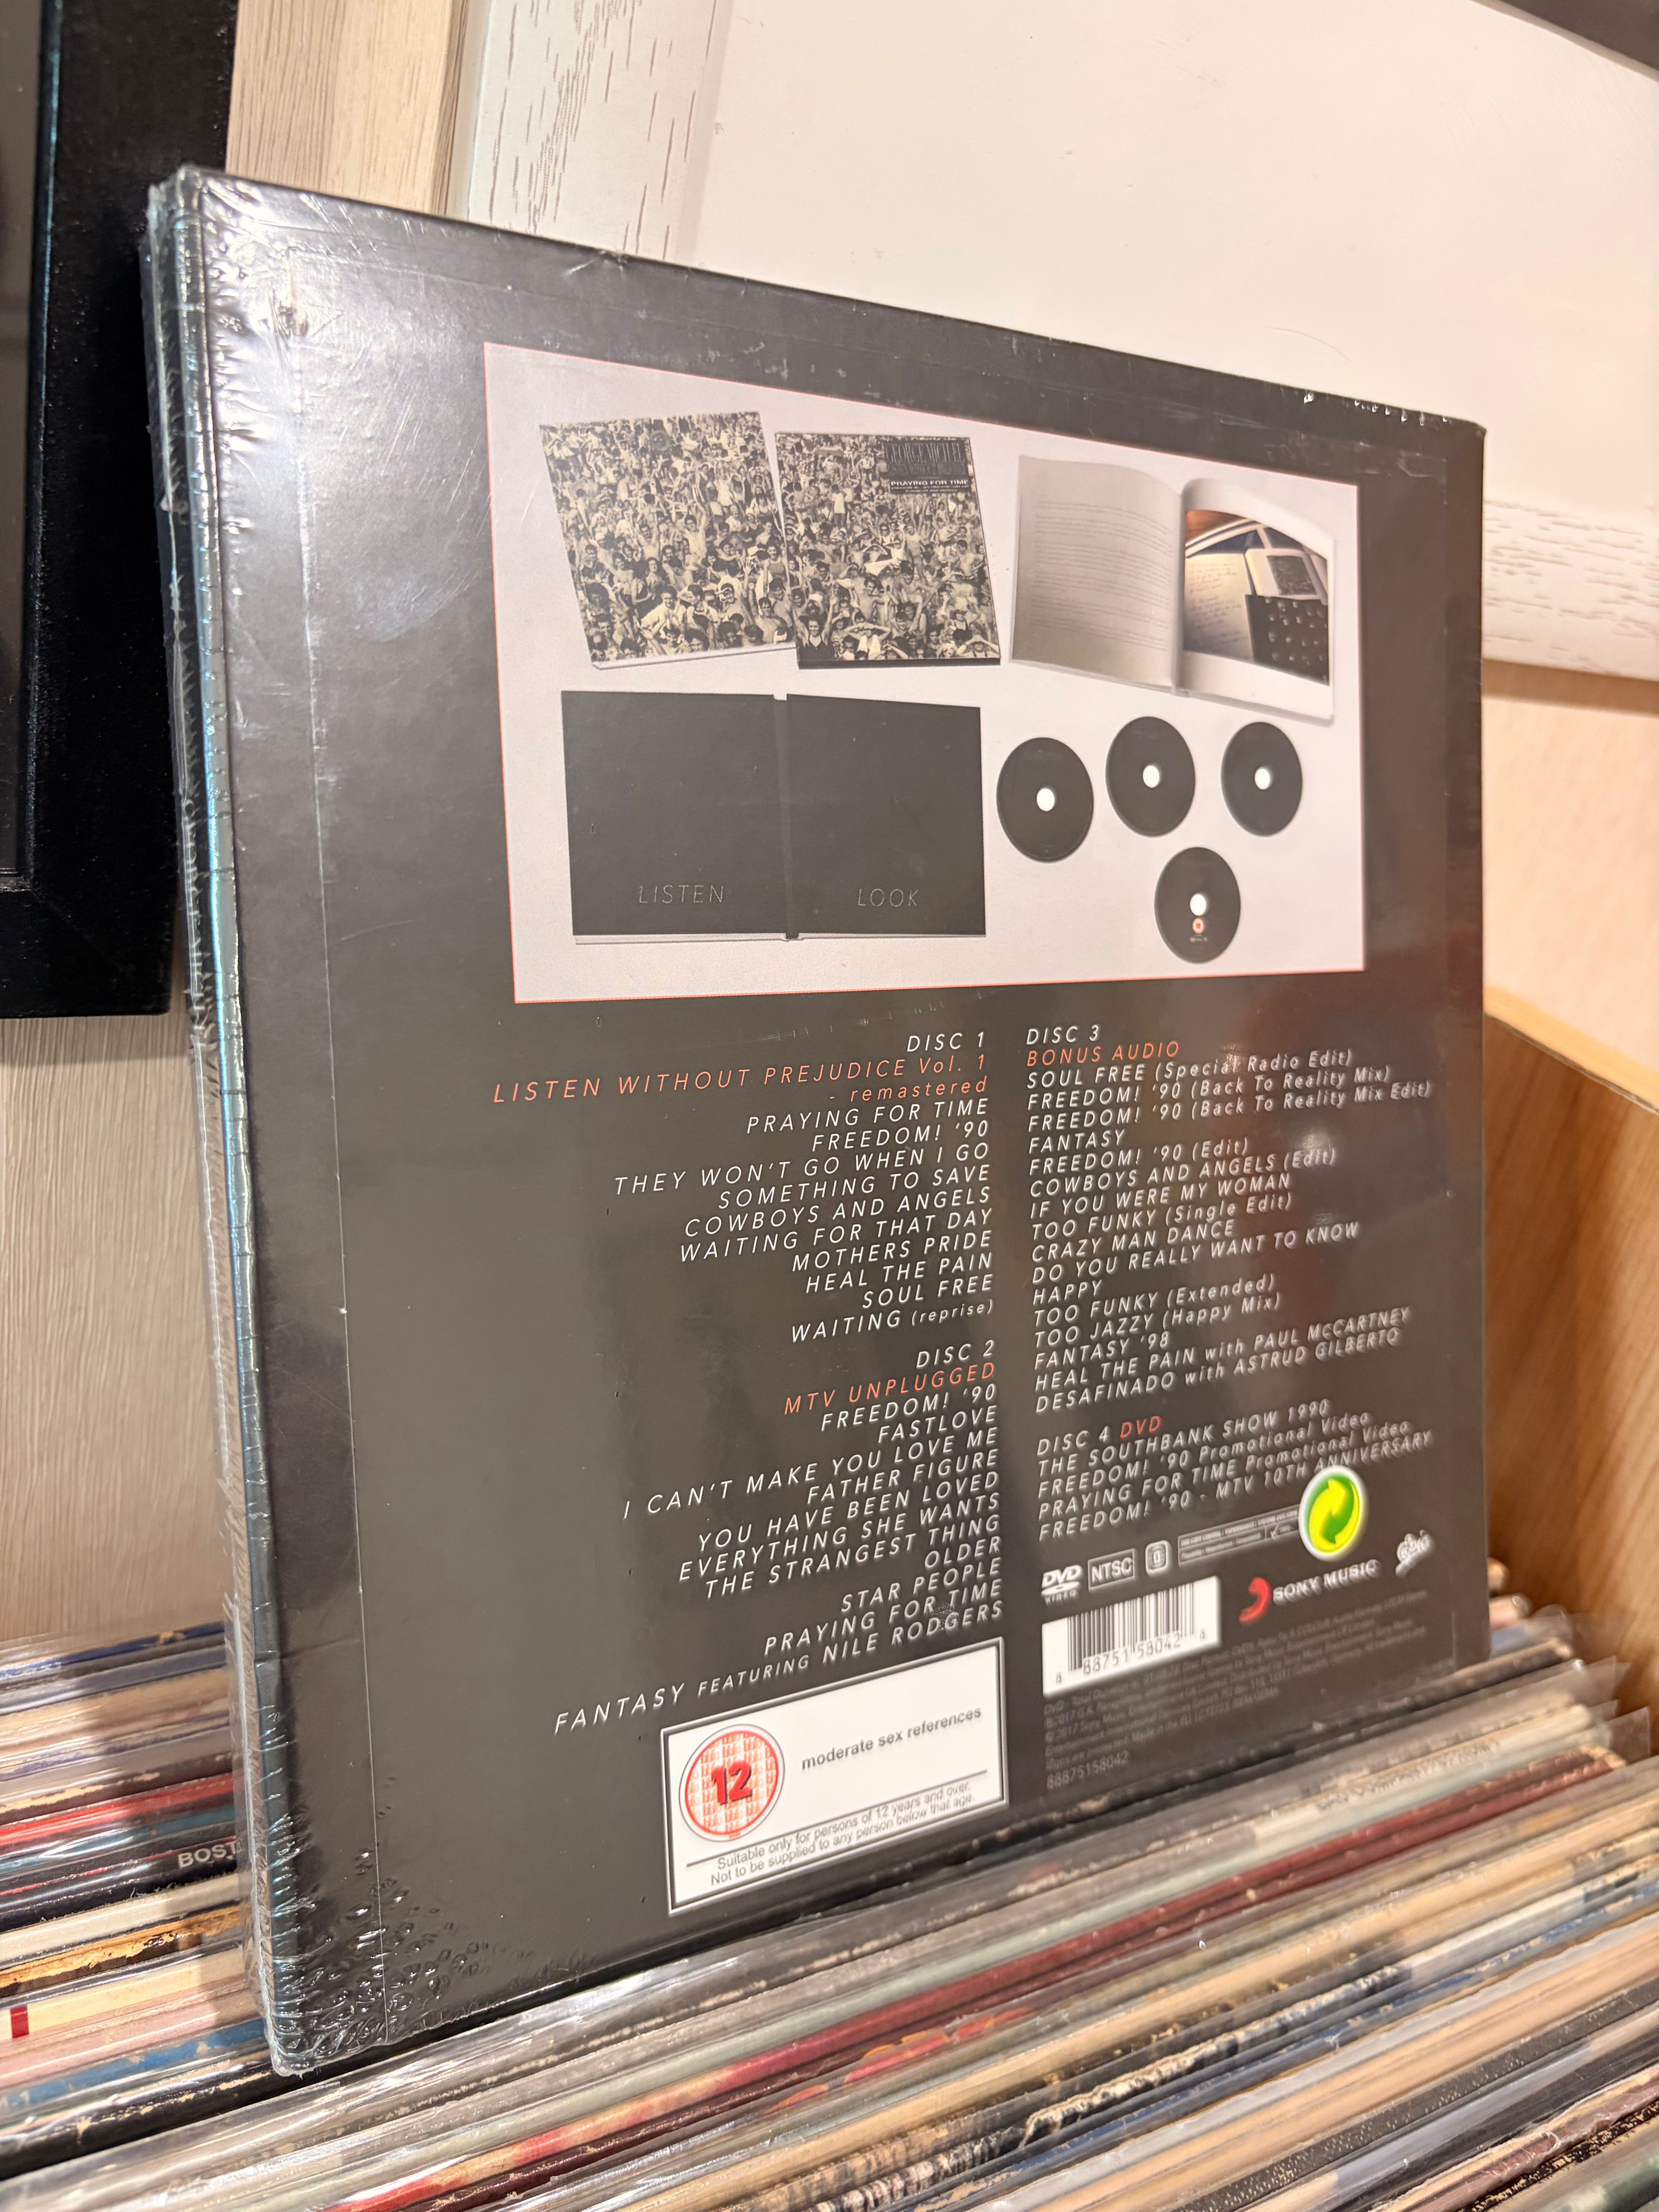 PRAYING FOR TIME
LISTEN
LOOK
DISC 1
LISTEN WITHOUT PREJUDICE Vol. 1
- remastered
PRAYING FOR TIME
FREEDOM! '90
THEY WON'T GO WHEN I GO
SOMETHING TO SAVE
COWBOYS AND ANGELS
WAITING FOR THAT DAY
MOTHERS PRIDE
HEAL THE PAIN
SOUL FREE
WAITING (reprise)
DISC 2
MTV UNPLUGGED
FREEDOM! '90
FASTLOVE
I CAN'T MAKE YOU LOVE ME
FATHER FIGURE
YOU HAVE BEEN LOVED
EVERYTHING SHE WANTS
THE STRANGEST THING
OLDER
STAR PEOPLE
PRAYING FOR TIME
FANTASY FEATURING NILE RODGERS
DISC 3
BONUS AUDIO
SOUL FREE (Special Radio Edit)
FREEDOM! '90 (Back To Reality Mix)
FREEDOM! '90 (Back To Reality Mix Edit)
FANTASY
FREEDOM! '90 (Edit)
COWBOYS AND ANGELS (Edit)
IF YOU WERE MY WOMAN
TOO FUNKY (Single Edit)
CRAZY MAN DANCE
DO YOU REALLY WANT TO KNOW
HAPPY
TOO FUNKY (Extended)
TOO JAZZY (Happy Mix)
FANTASY '98
HEAL THE PAIN with PAUL McCARTNEY
DESAFINADO with ASTRUD GILBERTO
DISC 4 DVD
THE SOUTHBANK SHOW 1990
FREEDOM! '90 Promotional Video
PRAYING FOR TIME Promotional Video
FREEDOM! '90 - MTV 10TH ANNIVERSARY
DVD VIDEO
NTSC
0
SONY MUSIC
Epic
8 88751 58042
88875158042
12
moderate sex references
Suitable only for persons of 12 years and over.
Not to be supplied to any person below that age.
BOST